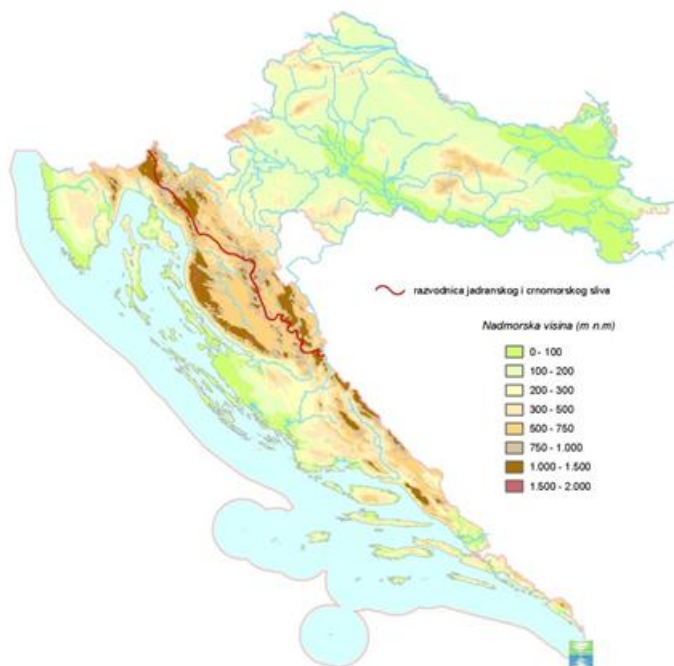 razvodnica jadranskog i crnomorskog sliva
Nadmorska visina (m n.m)
0 - 100
100 - 200
200 - 300
300 - 500
500 - 750
750 - 1.000
1.000 - 1.500
1.500 - 2.000